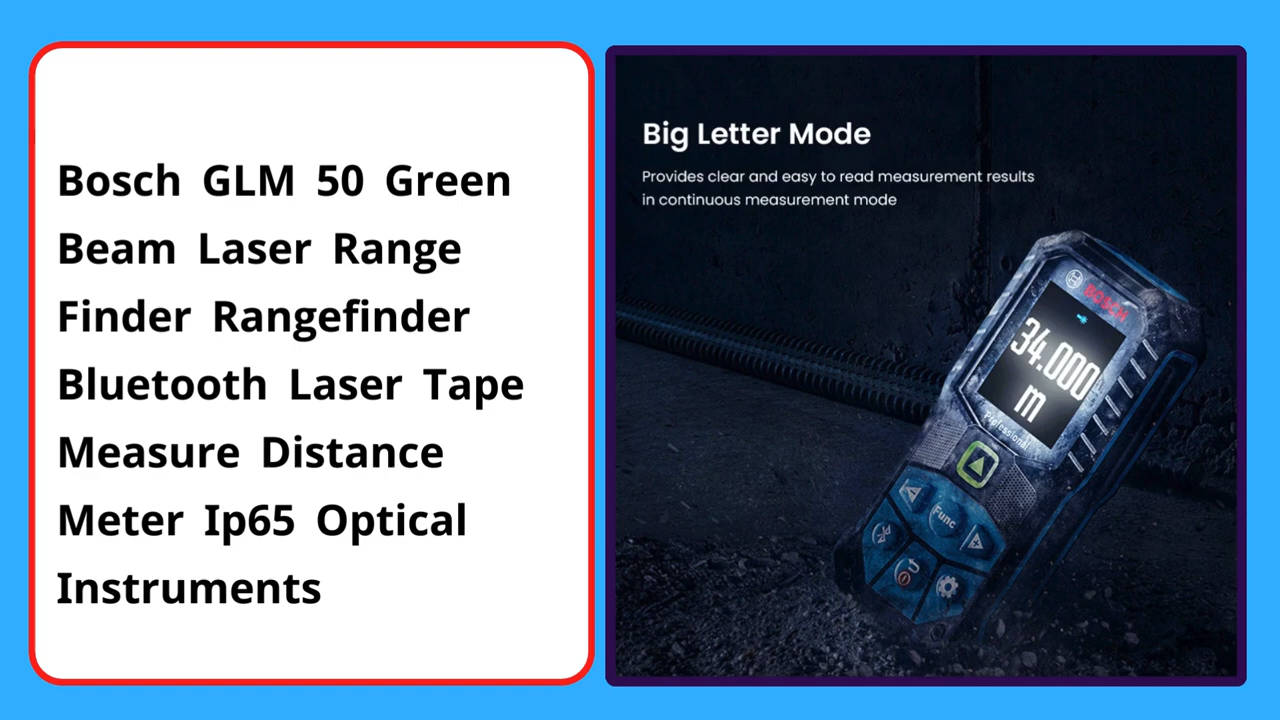 Bosch GLM 50 Green
Beam Laser Range
Finder Rangefinder
Bluetooth Laser Tape
Measure Distance
Meter Ip65 Optical
Instruments
Big Letter Mode
Provides clear and easy to read measurement results
in continuous measurement mode
BOSCH
34.000
m
Professional
Func